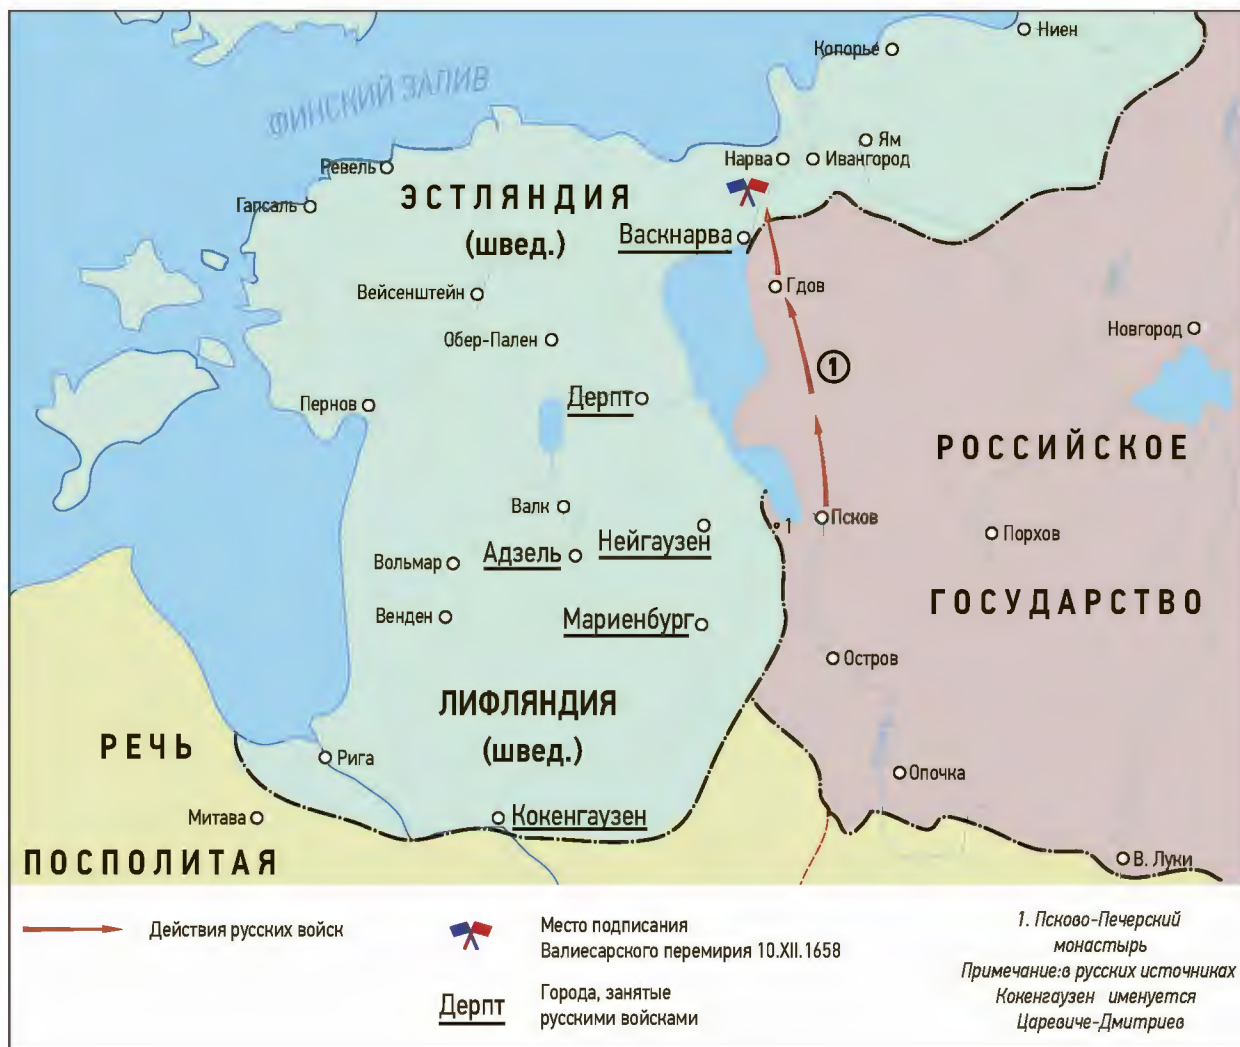 Ниен
Копорье
ФИНСКИЙ ЗАЛИВ
Ям
Нарва
Ивангород
Ревель
ЭСТЛЯНДИЯ
(швед.)
Гапсаль
Васкнарва
Гдов
Вейсенштейн
Новгород
Обер-Пален
1
Дерпт
Пернов
РОССИЙСКОЕ
Валк
Псков
1
Нейгаузен
Порхов
Адзель
Вольмар
ГОСУДАРСТВО
Венден
Мариенбург
Остров
ЛИФЛЯНДИЯ
(швед.)
РЕЧЬ
Рига
Опочка
Митава
Кокенгаузен
ПОСПОЛИТАЯ
В. Луки
Действия русских войск
Место подписания
Валиесарского перемирия 10.XII.1658
Дерпт
Города, занятые
русскими войсками
1. Псково-Печерский
монастырь
Примечание:в русских источниках
Кокенгаузен именуется
Царевиче-Дмитриев